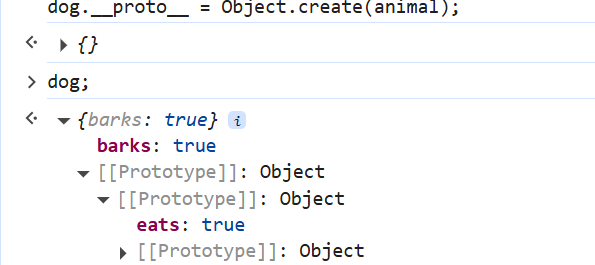 dog.__proto__ = Object.create(animal);
{}
dog;
{barks: true} i
barks: true
[[Prototype]]: Object
[[Prototype]]: Object
eats: true
[[Prototype]]: Object